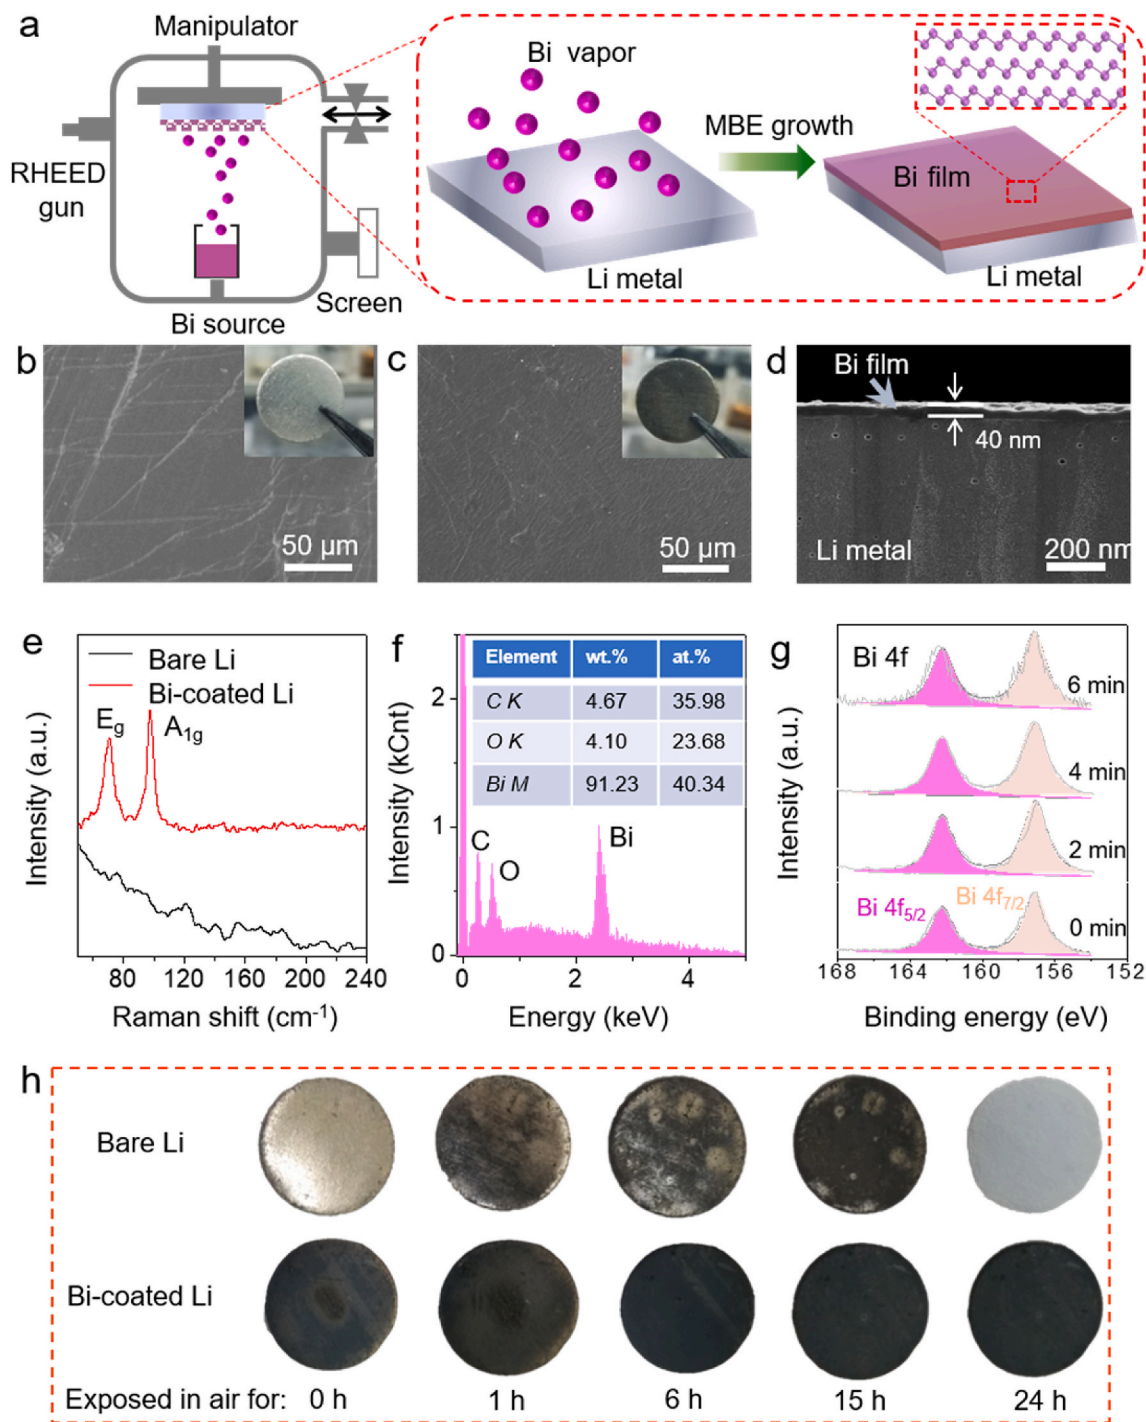 a
Manipulator
RHEED
gun
Bi source
Screen
Bi vapor
MBE growth
Li metal
Bi film
Li metal
b
50 µm
c
50 µm
d
Bi film
40 nm
Li metal
200 nm
e
Bare Li
Bi-coated Li
E_g
A_1g
Intensity (a.u.)
80 120 160 200 240
Raman shift (cm⁻¹)
f
Element wt.% at.%
C K 4.67 35.98
O K 4.10 23.68
Bi M 91.23 40.34
C
O
Bi
Intensity (kCnt)
2
1
0
0 2 4
Energy (keV)
g
Bi 4f
6 min
4 min
2 min
0 min
Bi 4f5/2
Bi 4f7/2
Intensity (a.u.)
168 164 160 156 152
Binding energy (eV)
h
Bare Li
Bi-coated Li
Exposed in air for: 0 h 1 h 6 h 15 h 24 h